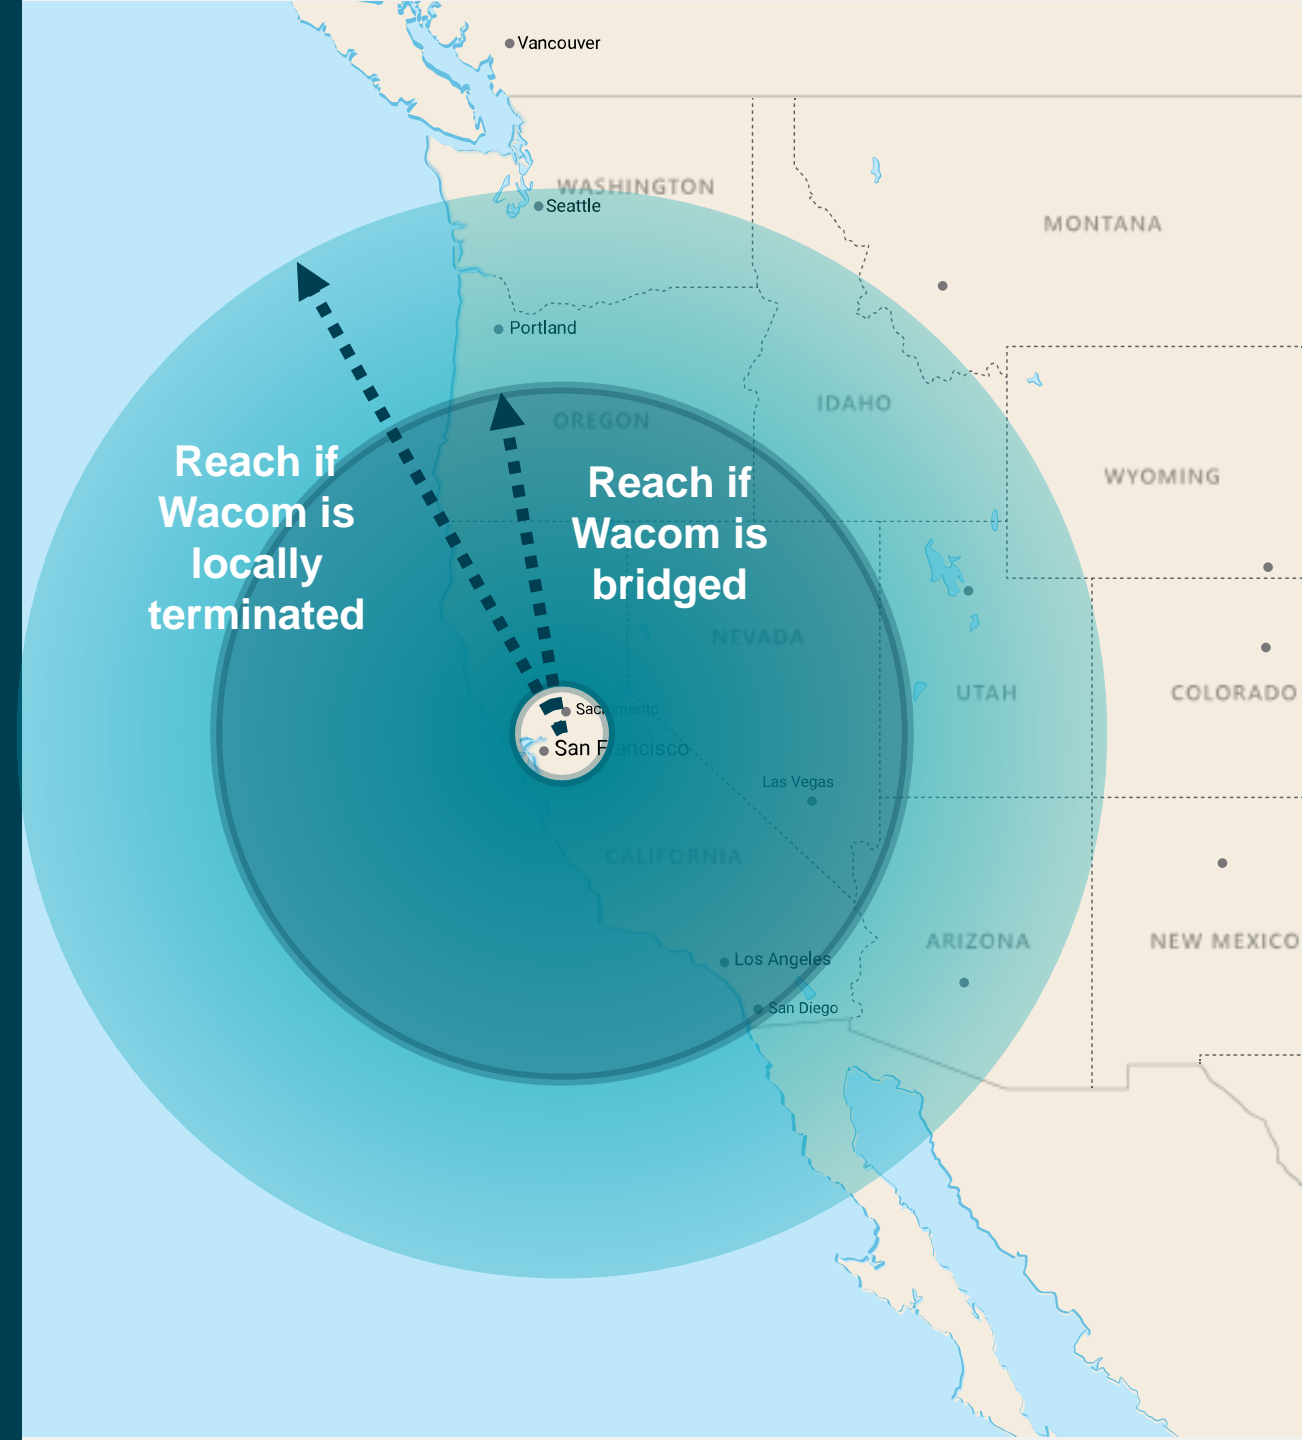 Vancouver
WASHINGTON
Seattle
MONTANA
Portland
IDAHO
OREGON
Reach if
Wacom is
locally
terminated
Reach if
Wacom is
bridged
WYOMING
NEVADA
UTAH
COLORADO
Sacramento
San Francisco
Las Vegas
CALIFORNIA
ARIZONA
NEW MEXICO
Los Angeles
San Diego